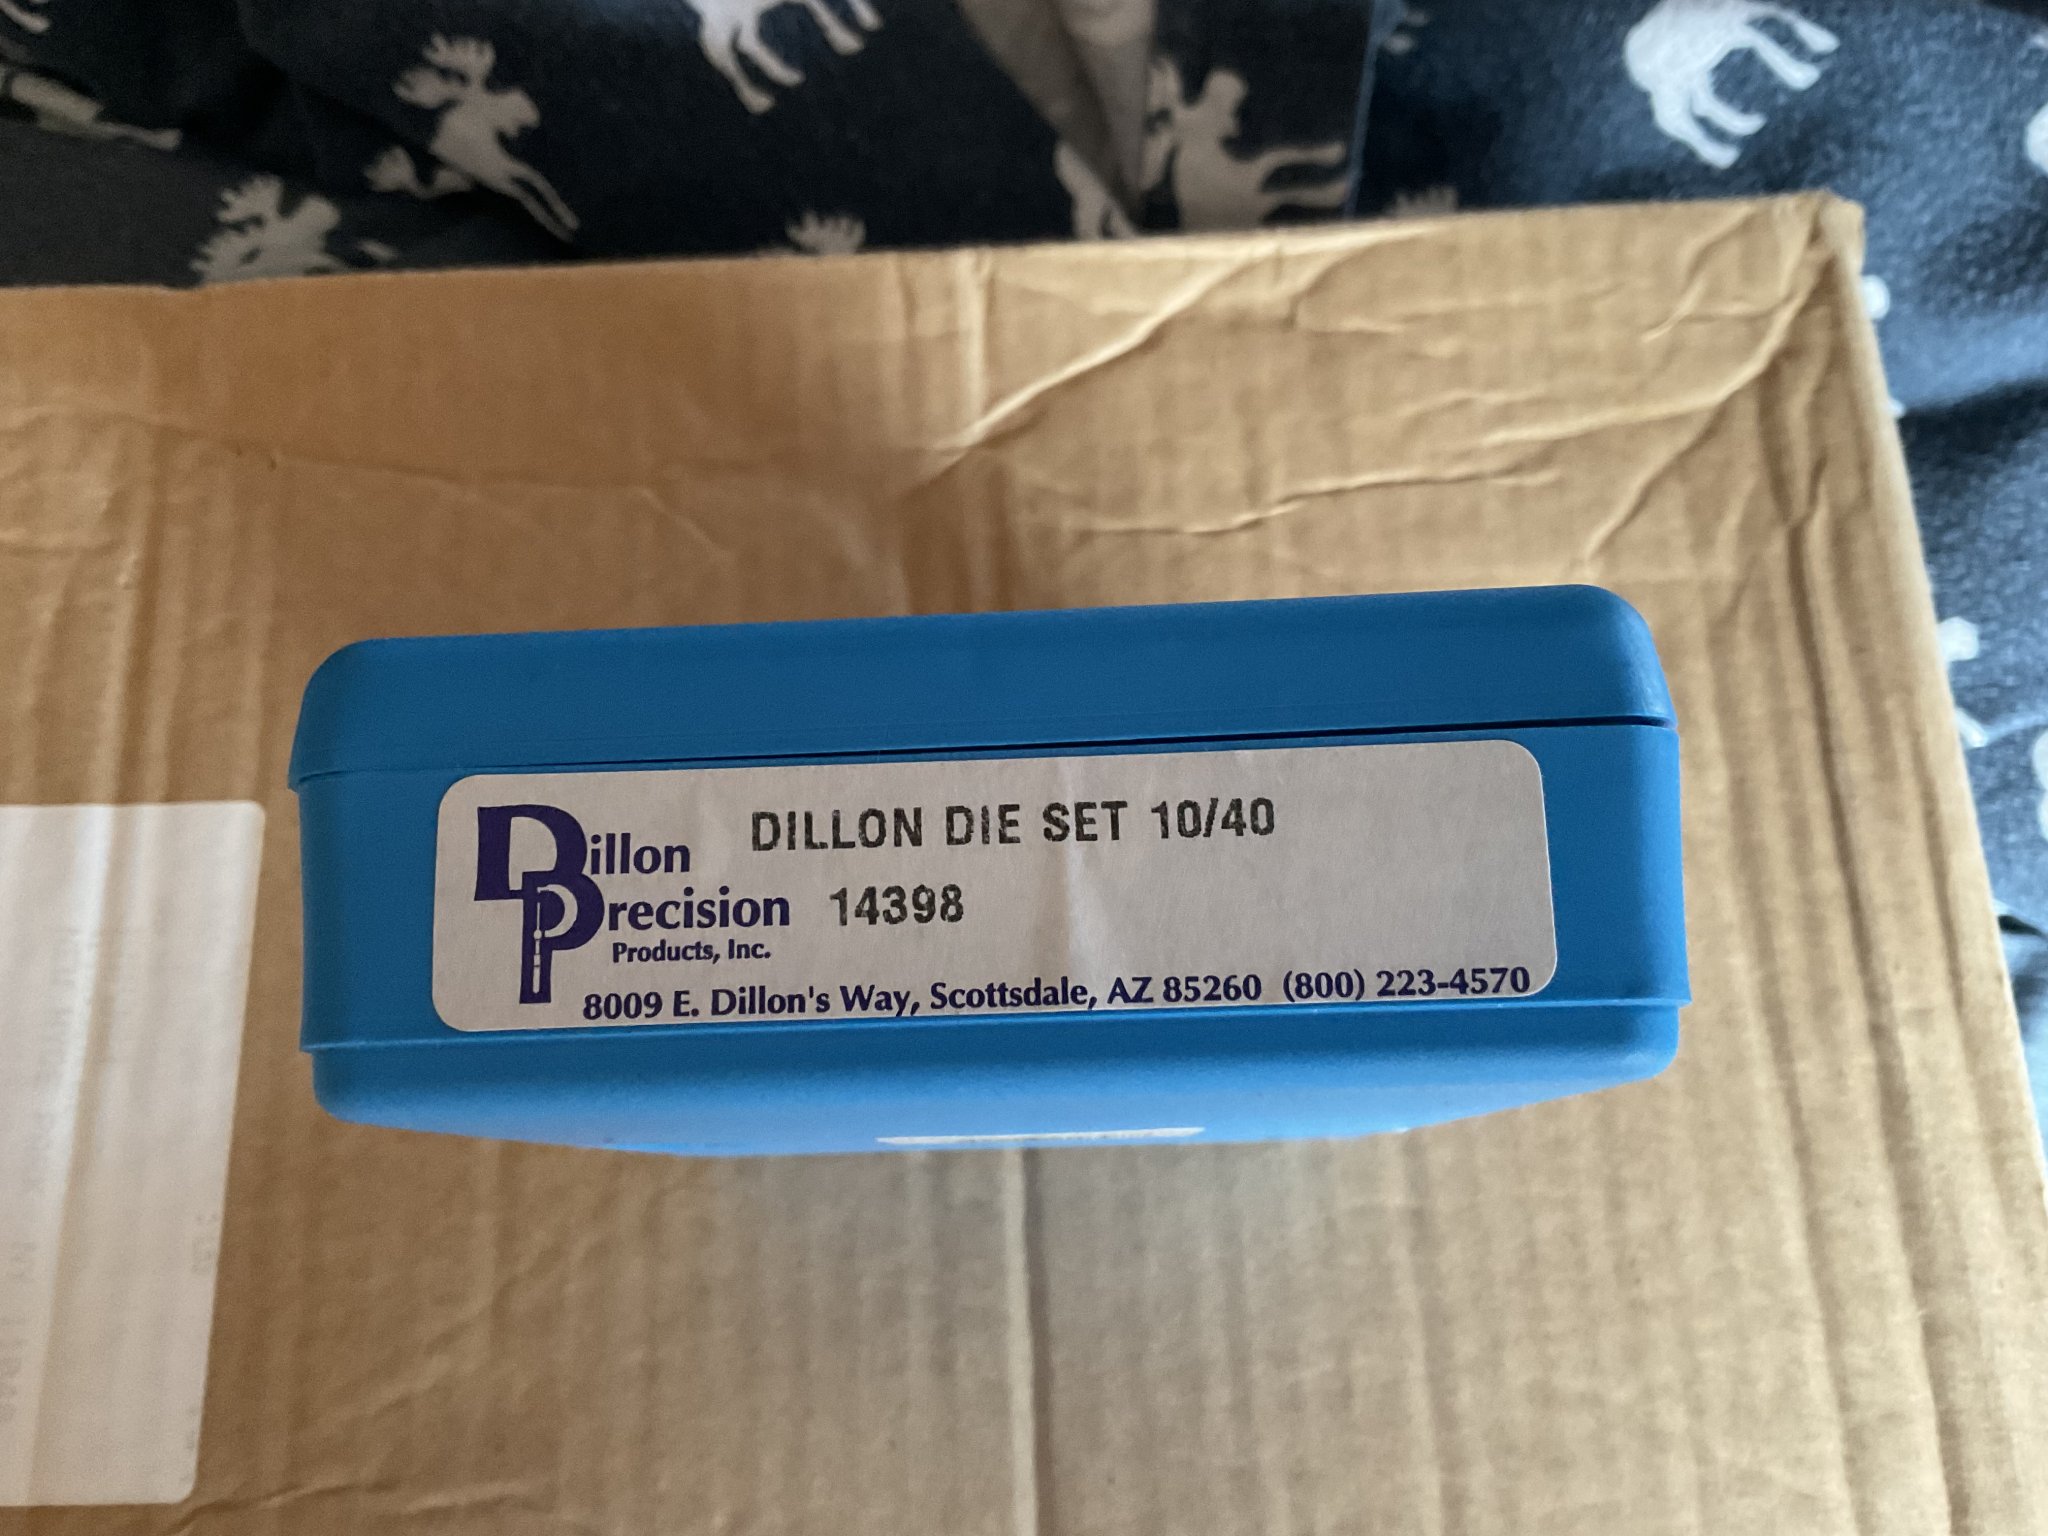 Dillon DILLON DIE SET 10/40
Precision 14398
Products, Inc.
8009 E. Dillon's Way, Scottsdale, AZ 85260 (800) 223-4570